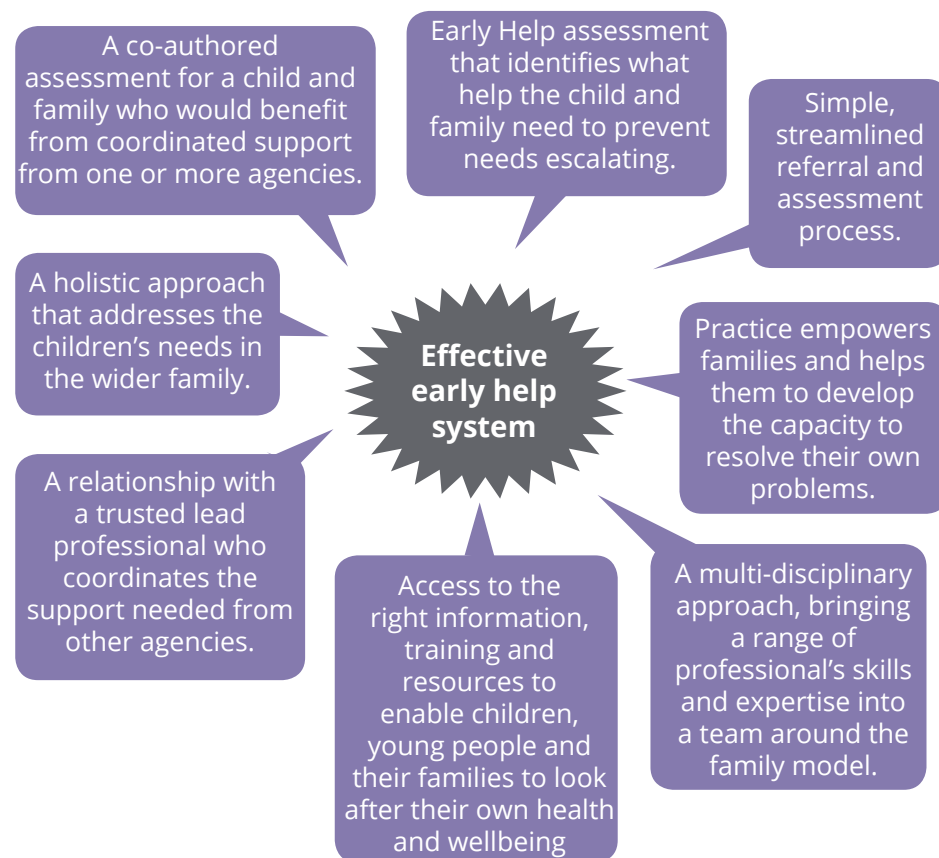 A co-authored
assessment for a child and
family who would benefit
from coordinated support
from one or more agencies.
Early Help assessment
that identifies what
help the child and
family need to prevent
needs escalating.
Simple,
streamlined
referral and
assessment
process.
A holistic approach
that addresses the
children’s needs in
the wider family.
Effective
early help
system
Practice empowers
families and helps
them to develop
the capacity to
resolve their own
problems.
A relationship with
a trusted lead
professional who
coordinates the
support needed from
other agencies.
Access to the
right information,
training and
resources to
enable children,
young people and
their families to look
after their own health
and wellbeing
A multi-disciplinary
approach, bringing
a range of
professional’s skills
and expertise into
a team around the
family model.